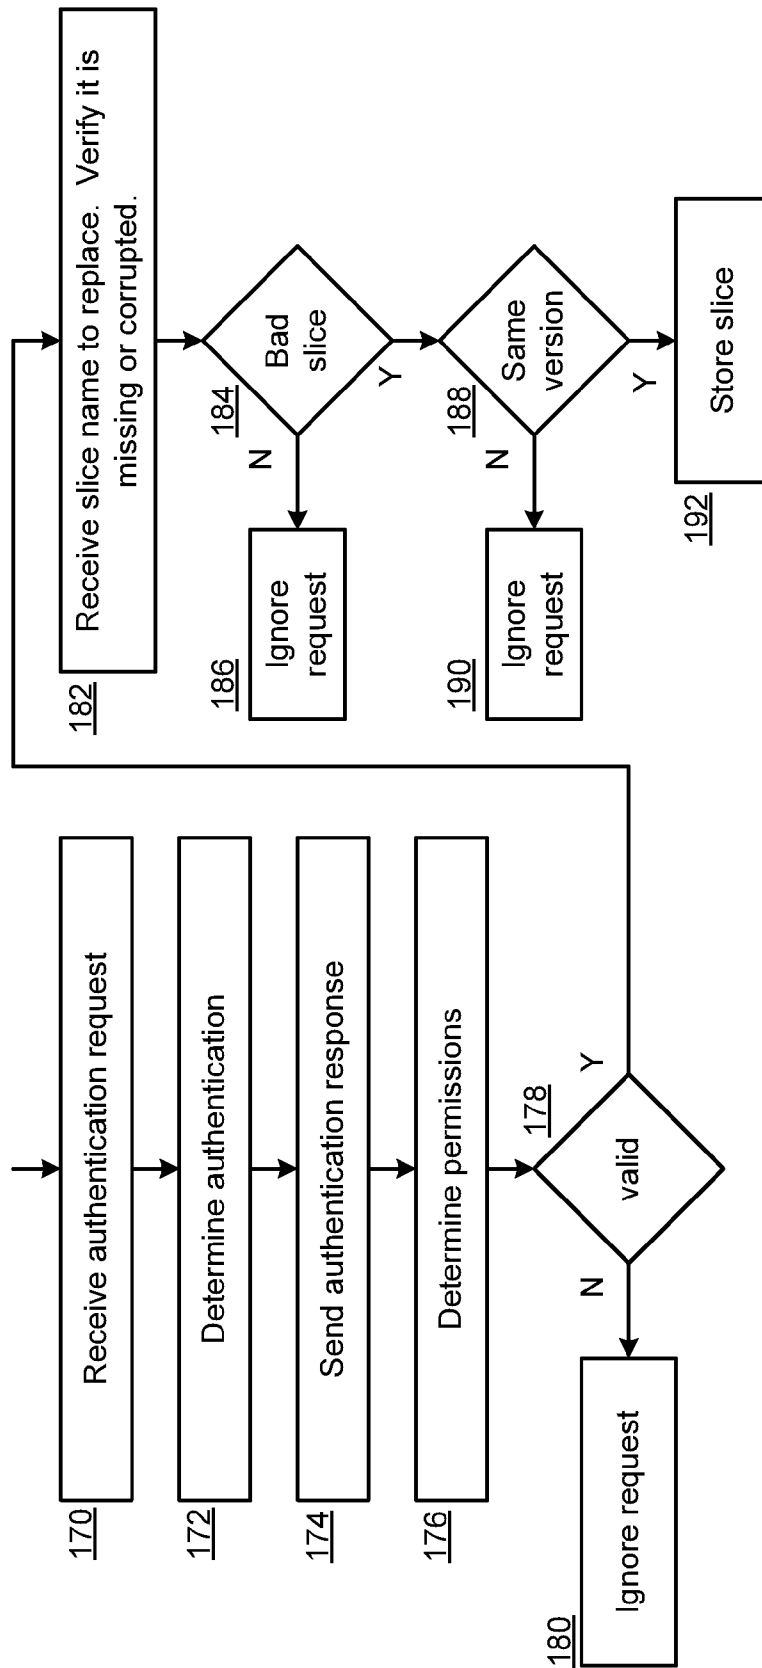 170
Receive authentication request
172
Determine authentication
174
Send authentication response
176
Determine permissions
178
valid
N
Y
180
Ignore request
182
Receive slice name to replace. Verify it is
missing or corrupted.
184
Bad
slice
N
Y
186
Ignore
request
188
Same
version
N
Y
190
Ignore
request
192
Store slice